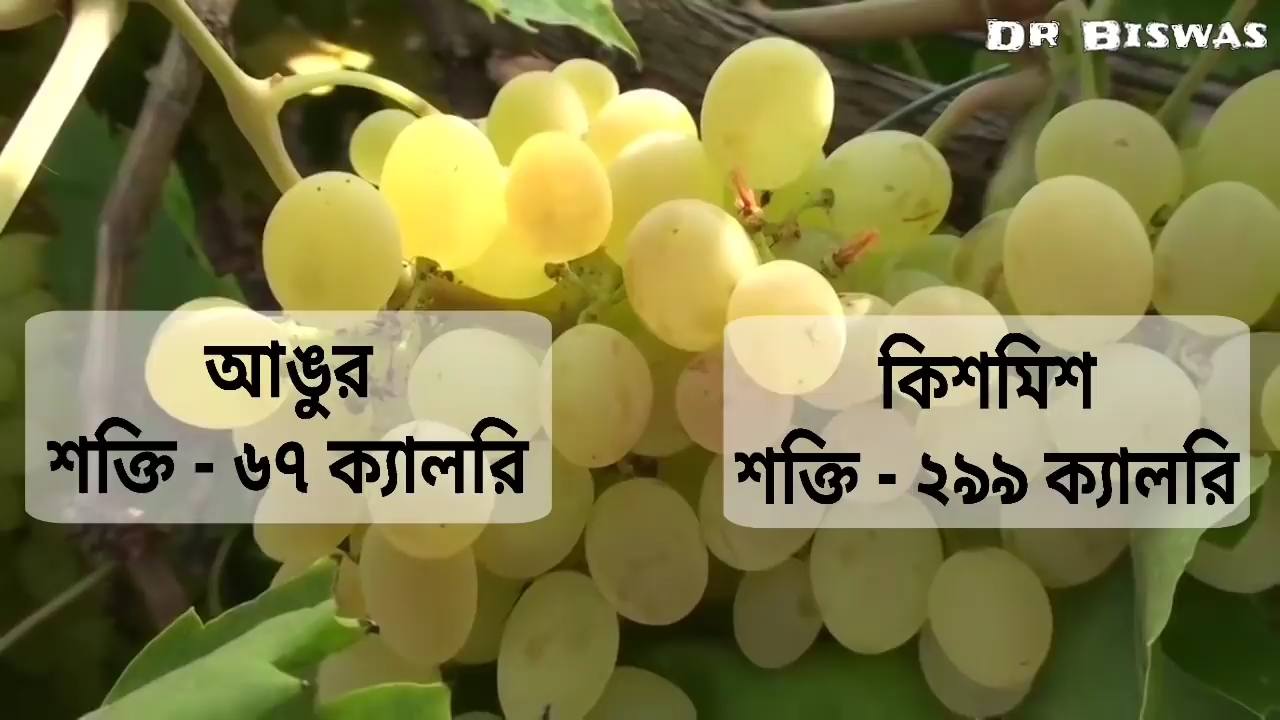 DR BISWAS
আঙুর
শক্তি - ৬৭ ক্যালরি
কিশমিশ
শক্তি - ২৯৯ ক্যালরি